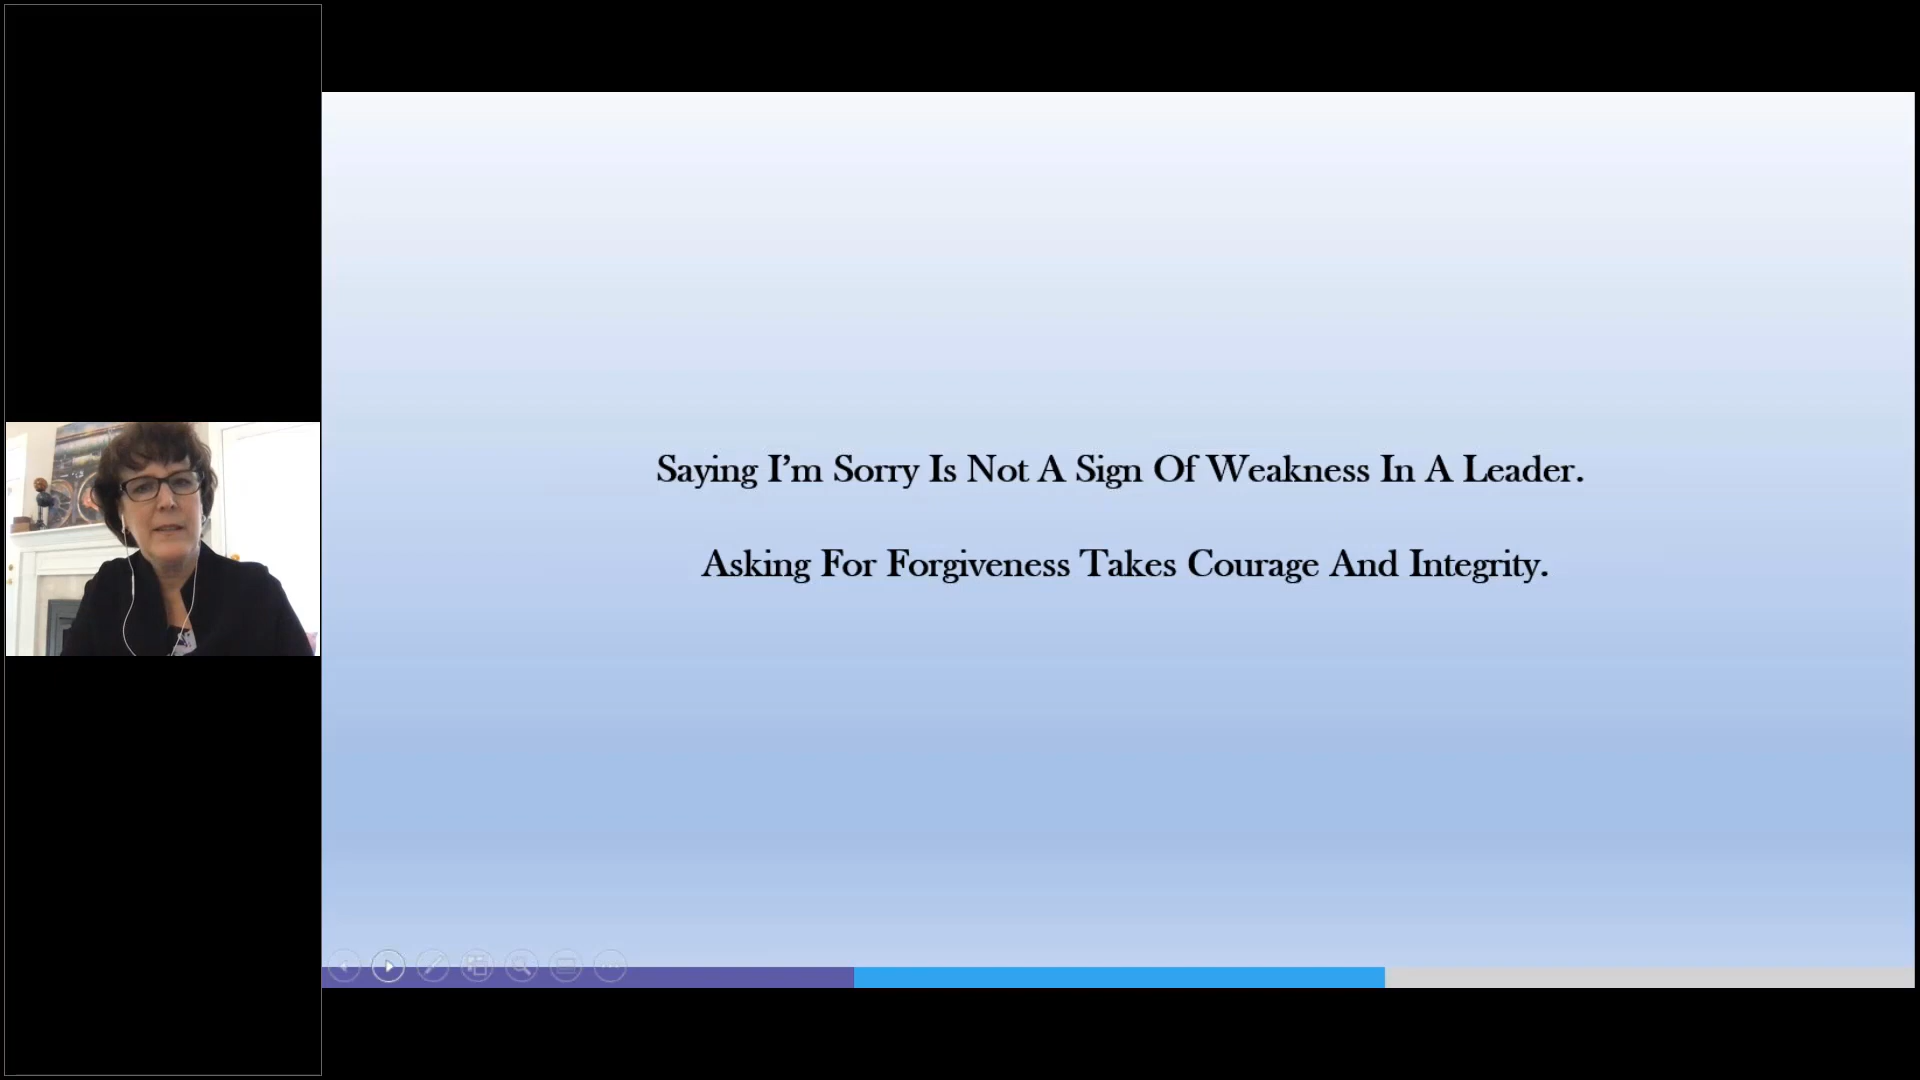 Saying I’m Sorry Is Not A Sign Of Weakness In A Leader.
Asking For Forgiveness Takes Courage And Integrity.